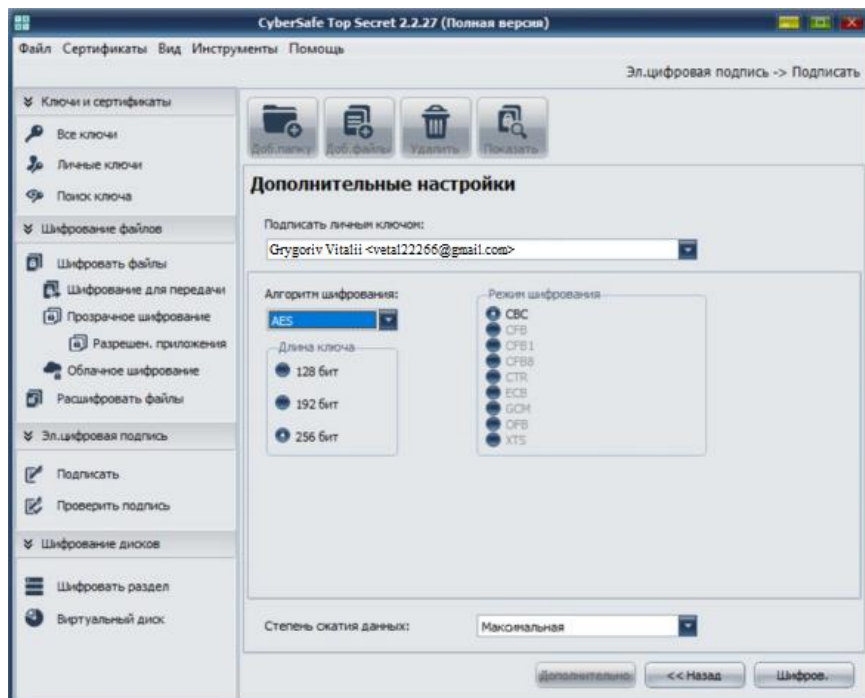 CyberSafe Top Secret 2.2.27 (Полная версия)
Файл Сертификаты Вид Инструменты Помощь
Эл.цифровая подпись -> Подписать
Ключи и сертификаты
Все ключи
Личные ключи
Поиск ключа
Шифрование файлов
Шифровать файлы
Шифрование для передачи
Прозрачное шифрование
Разрешен. приложения
Облачное шифрование
Расшифровать файлы
Эл.цифровая подпись
Подписать
Проверить подпись
Шифрование дисков
Шифровать раздел
Виртуальный диск
Доб.папку Доб.файлы Удалить Показать
Дополнительные настройки
Подписать личным ключом:
Grygoriv Vitalii <vetal22266@gmail.com>
Алгоритм шифрования:
AES
Длина ключа
128 бит
192 бит
256 бит
Режим шифрования
CBC
CFB
CFB1
CFB8
CTR
ECB
GCM
OFB
XTS
Степень сжатия данных:
Максимальная
Дополнительно << Назад Шифров.